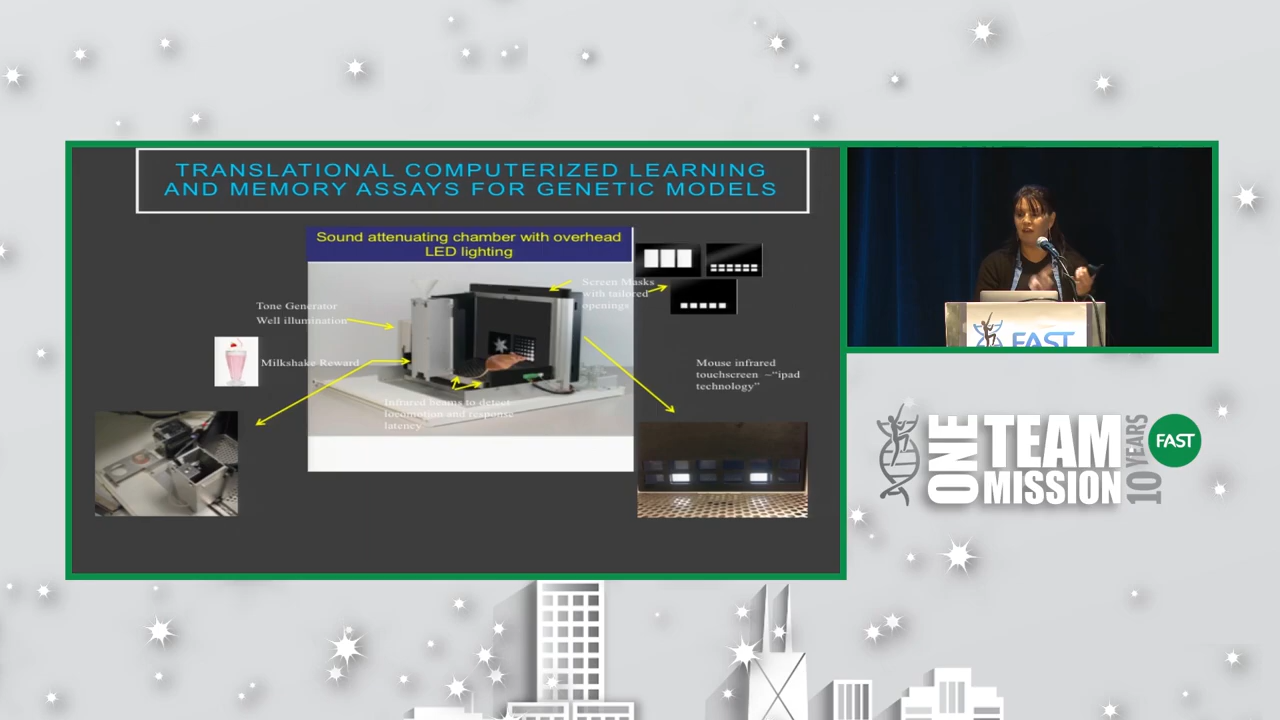 TRANSLATIONAL COMPUTERIZED LEARNING
AND MEMORY ASSAYS FOR GENETIC MODELS
Sound attenuating chamber with overhead
LED lighting
Screen Masks
with tailored
openings
Tone Generator
Well illumination
Milkshake Reward
Mouse infrared
touchscreen –“ipad
technology”
Infrared beams to detect
locomotion and response
latency
FAST
ONE
TEAM
MISSION
10 YEARS
FAST